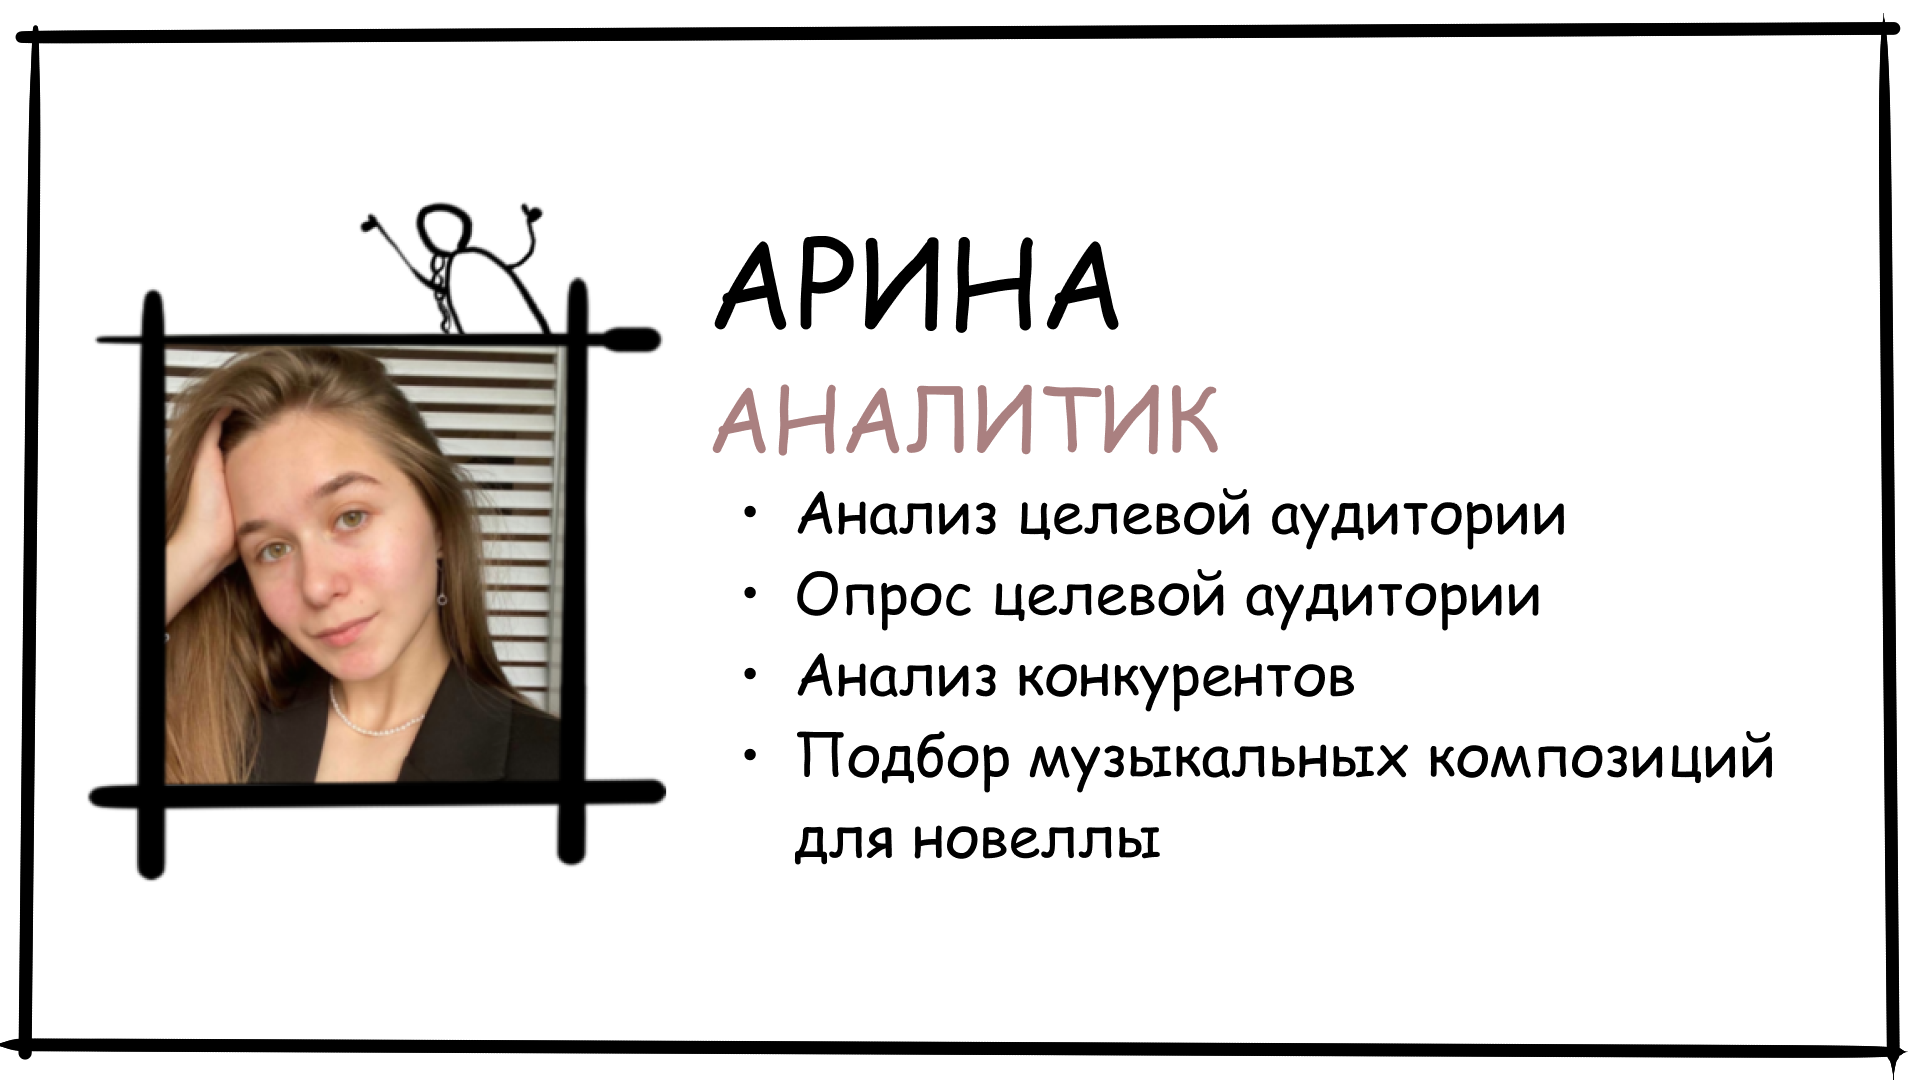 АРИНА
АНАЛИТИК
• Анализ целевой аудитории
• Опрос целевой аудитории
• Анализ конкурентов
• Подбор музыкальных композиций
для новеллы